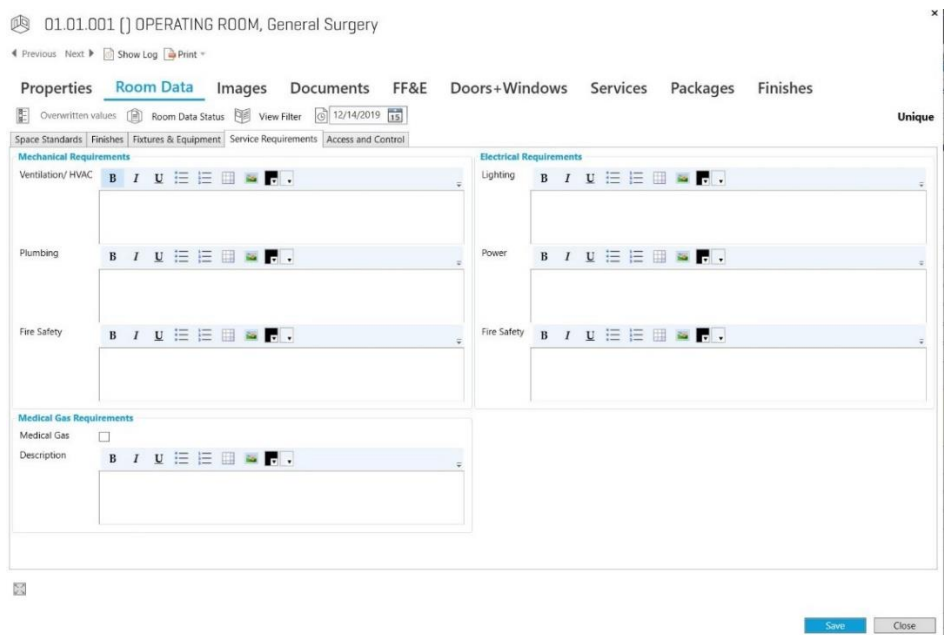 01.01.001 () OPERATING ROOM, General Surgery
Previous Next Show Log Print
Properties Room Data Images Documents FF&E Doors+Windows Services Packages Finishes
Overwritten values Room Data Status View Filter 12/14/2019 15 Unique
Space Standards Finishes Fixtures & Equipment Service Requirements Access and Control
Mechanical Requirements
Ventilation/ HVAC B I U
Plumbing B I U
Fire Safety B I U
Electrical Requirements
Lighting B I U
Power B I U
Fire Safety B I U
Medical Gas Requirements
Medical Gas
Description B I U
Save Close